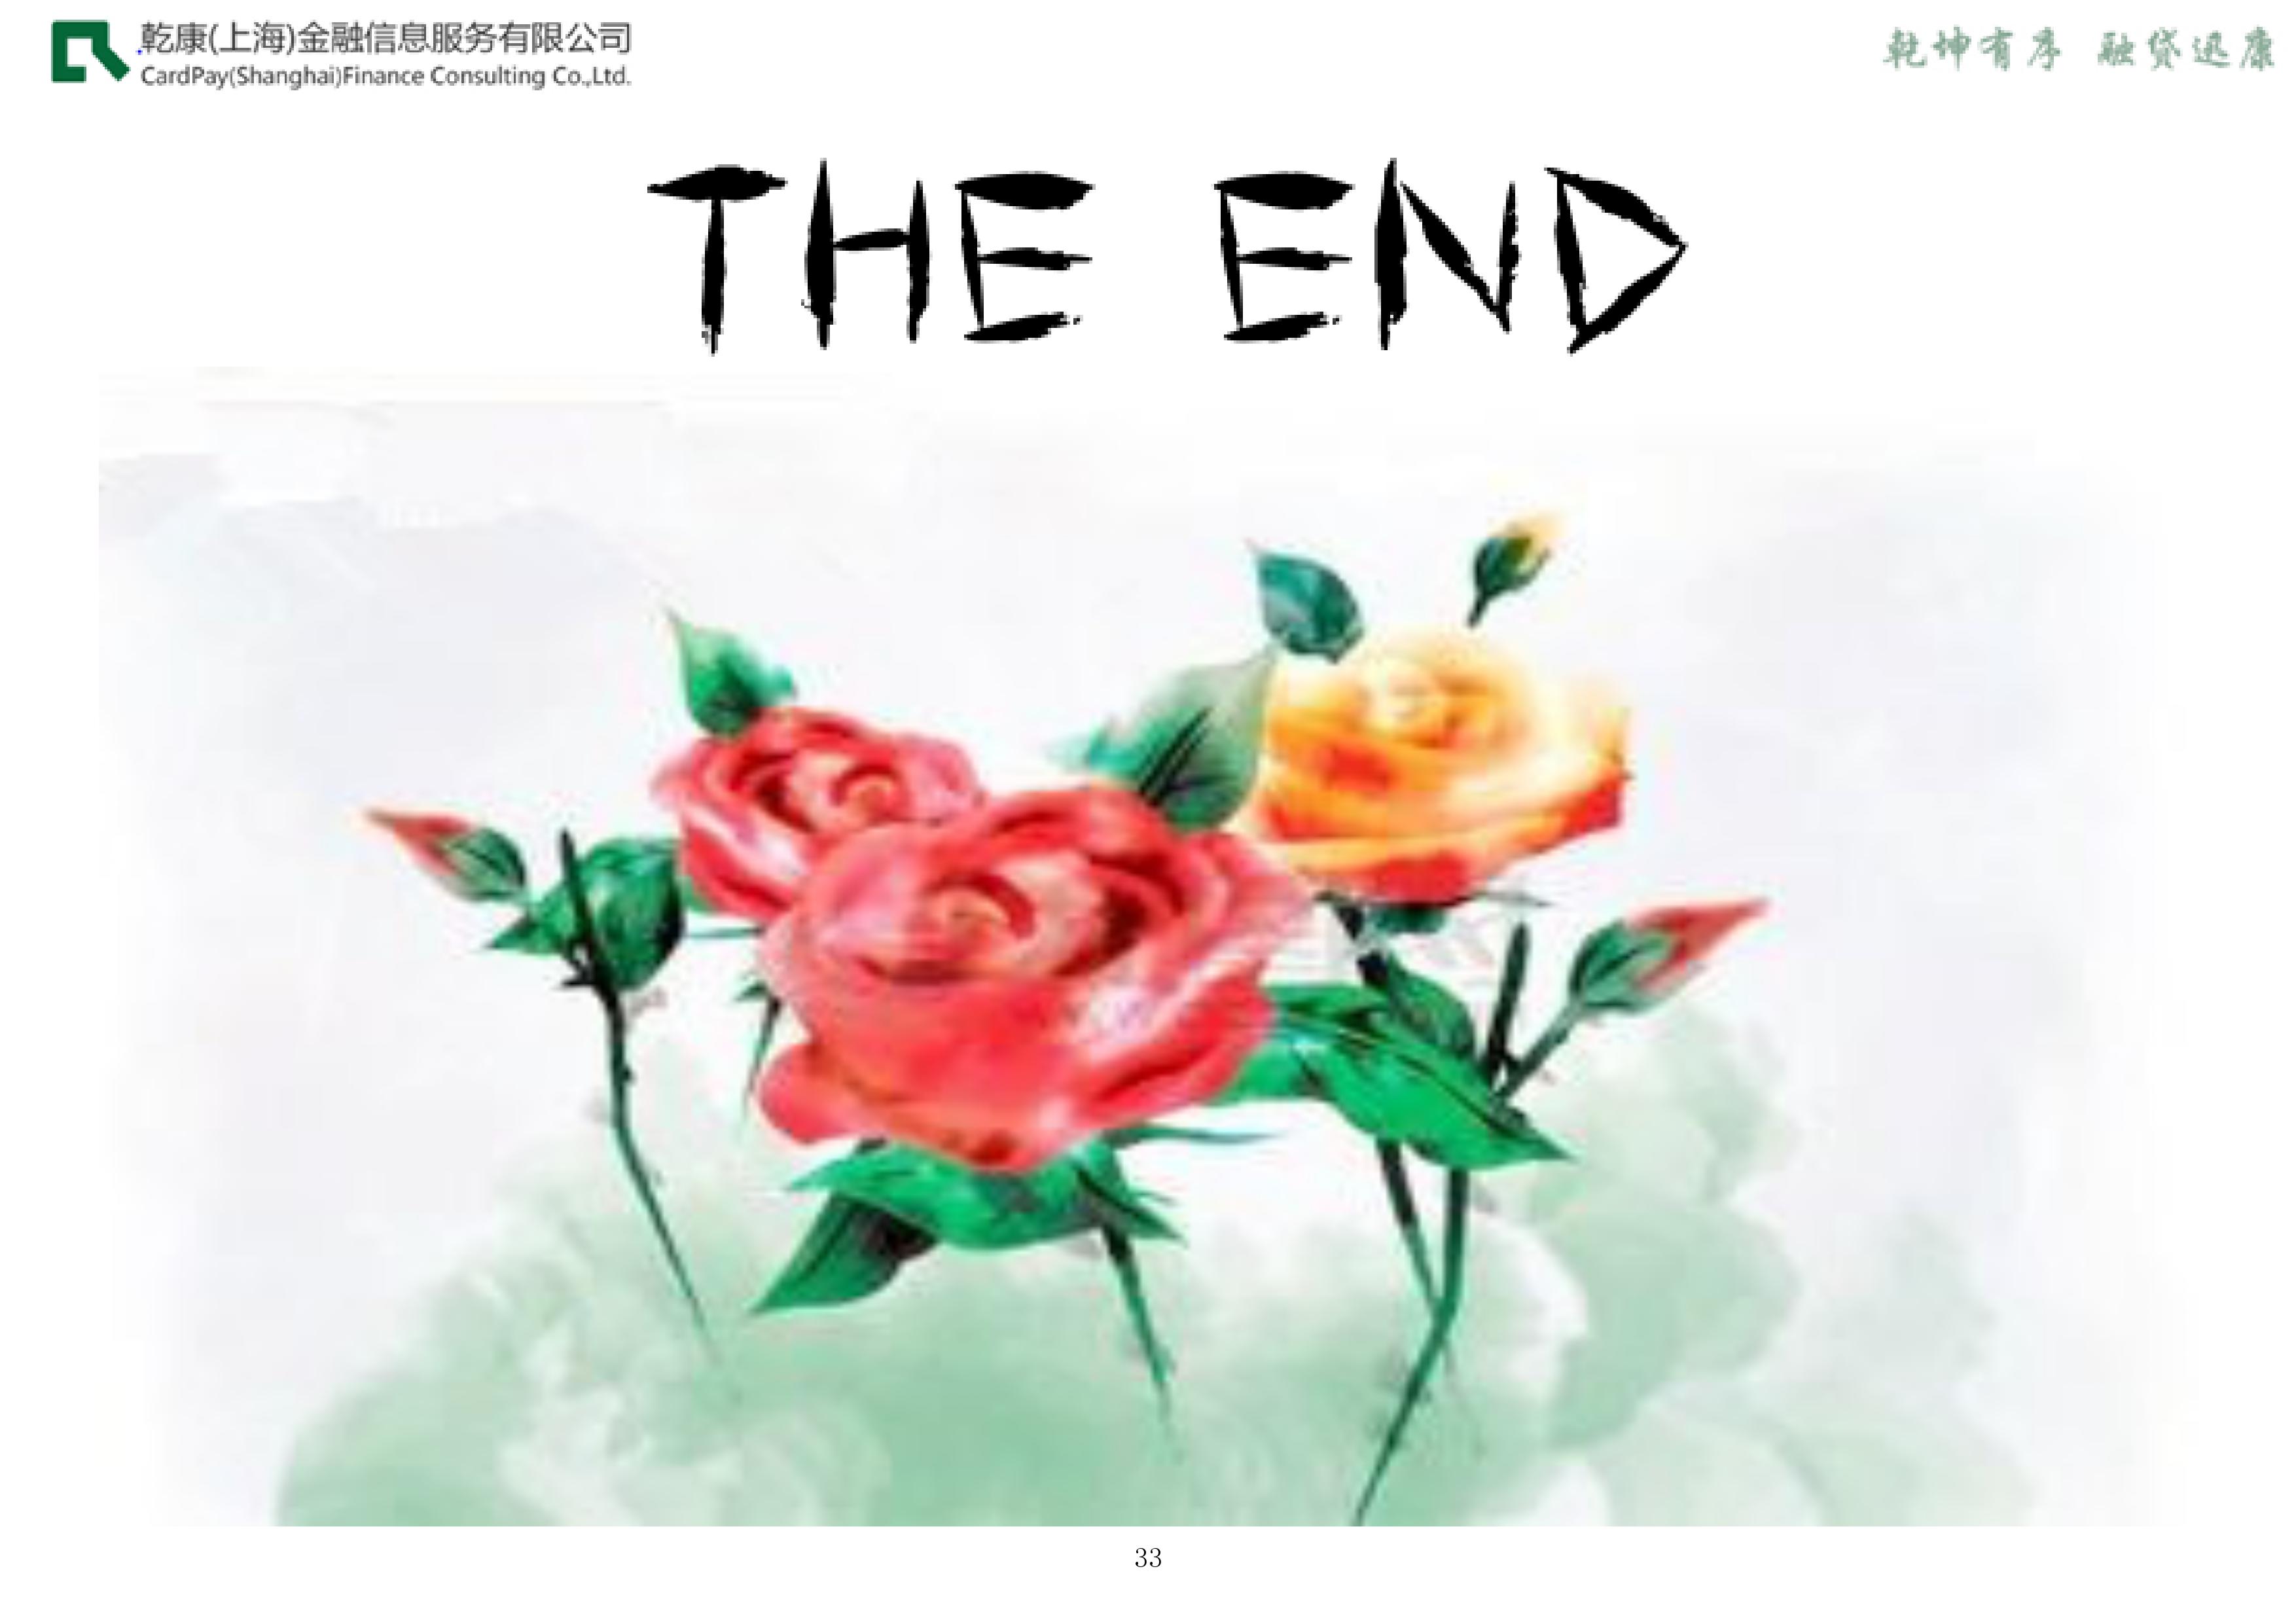 乾康(上海)金融信息服务有限公司
CardPay(Shanghai)Finance Consulting Co.,Ltd.
乾坤有序 融贷迅康
THE END
33